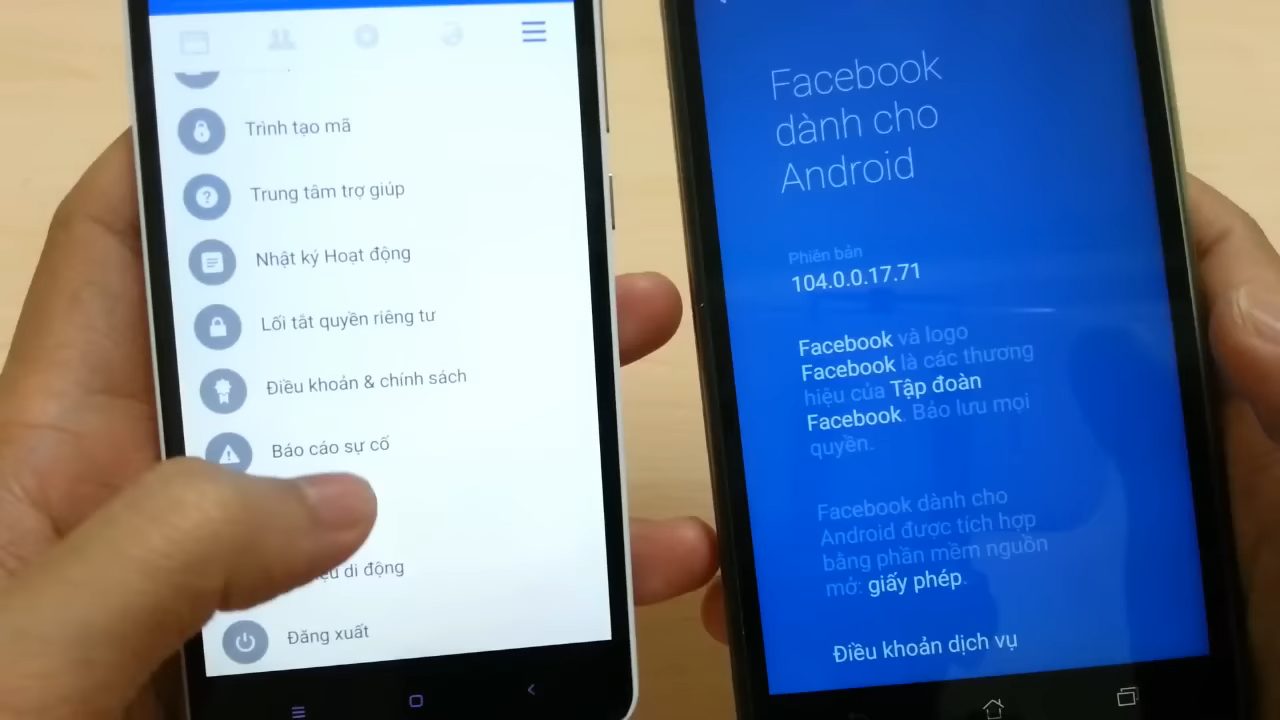 Trình tạo mã
Trung tâm trợ giúp
Nhật ký Hoạt động
Lối tắt quyền riêng tư
Điều khoản & chính sách
Báo cáo sự cố
di động
Đăng xuất
Facebook
dành cho
Android
Phiên bản
104.0.0.17.71
Facebook và logo
Facebook là các thương
hiệu của Tập đoàn
Facebook. Bảo lưu mọi
quyền.
Facebook dành cho
Android được tích hợp
bằng phần mềm nguồn
mở: giấy phép.
Điều khoản dịch vụ